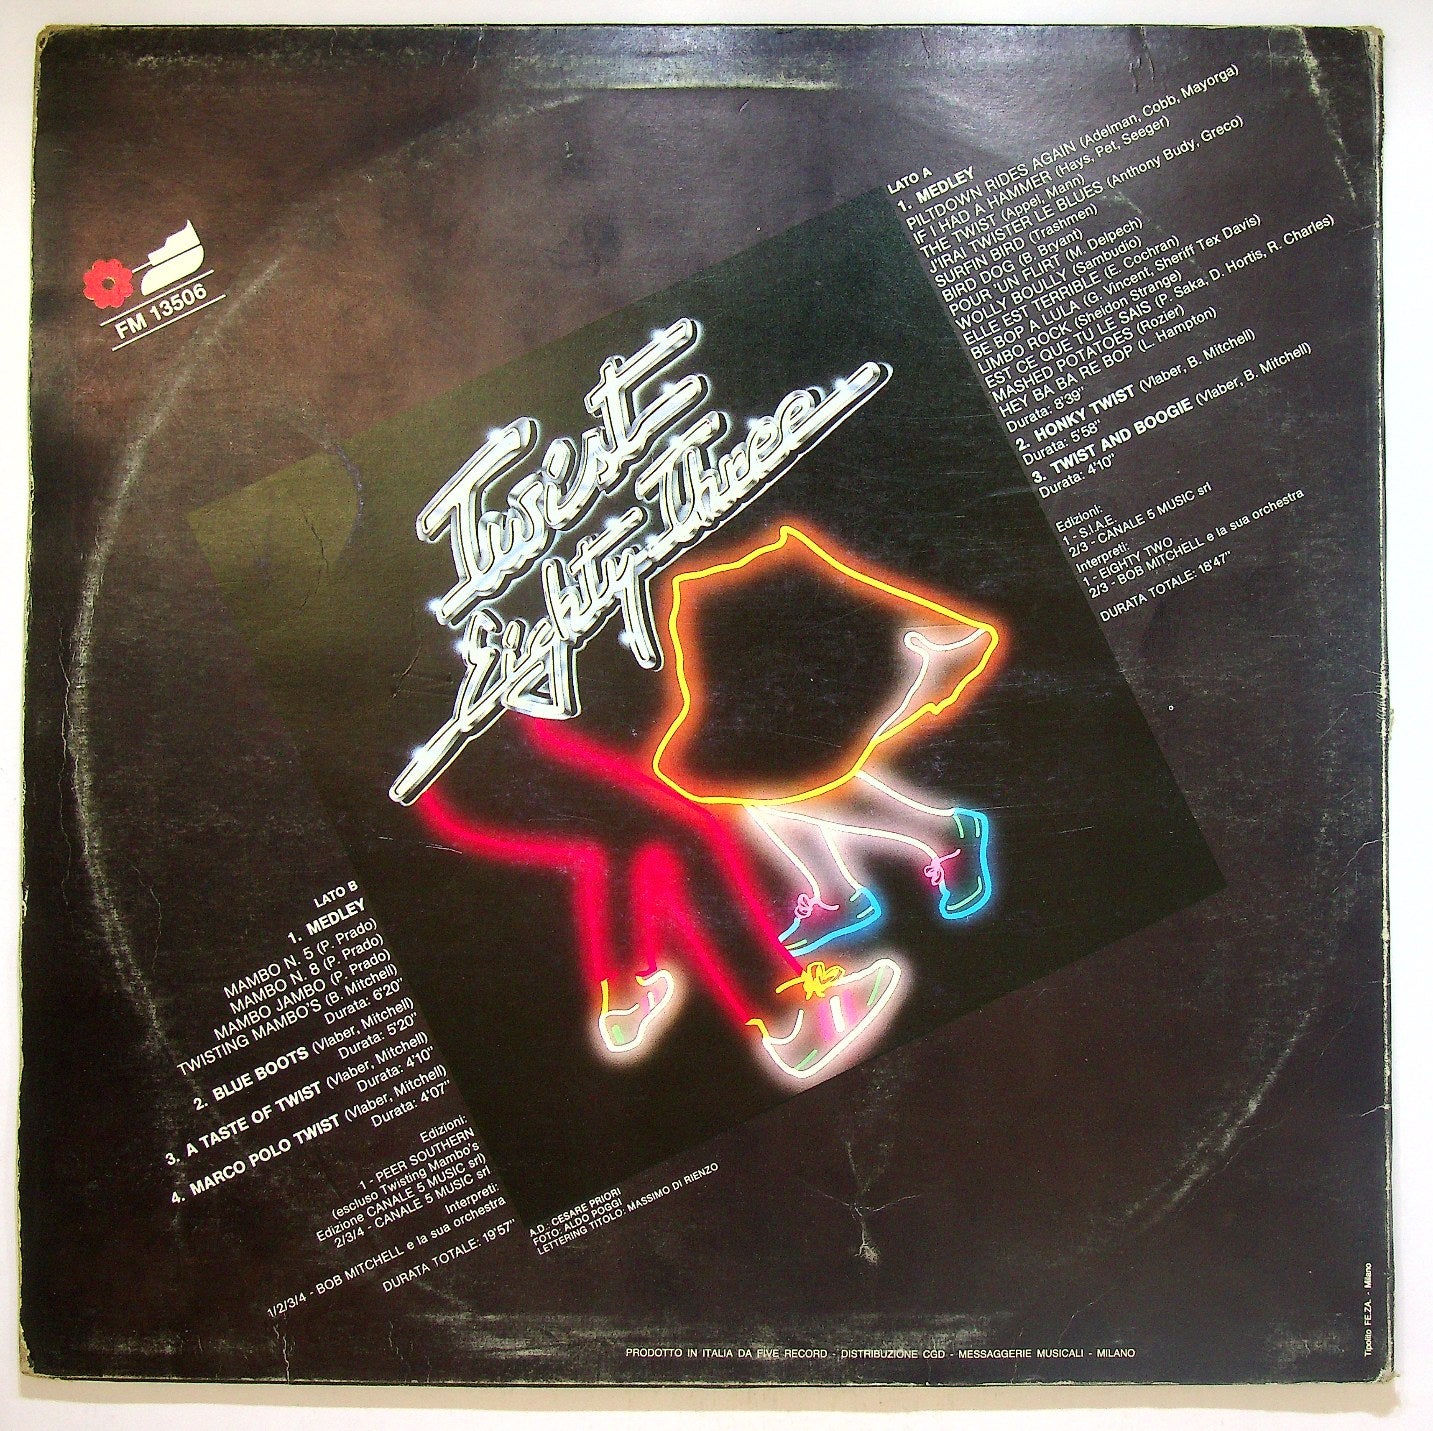 FM 13506
Twist
Eighty-Three
LATO A
1. MEDLEY
PILTDOWN RIDES AGAIN (Adelman, Cobb, Mayorga)
IF I HAD A HAMMER (Hays, Pet, Seeger)
THE TWIST (Appel, Mann)
J'IRAI TWISTER LE BLUES (Anthony Budy, Greco)
SURFIN BIRD (Trashmen)
BIRD DOG (B. Bryant)
POUR 'UN FLIRT (M. Delpech)
WOLLY BOULLY (Sambudio)
ELLE EST TERRIBLE (E. Cochran)
BE BOP A LULA (G. Vincent, Sheriff Tex Davis)
LIMBO ROCK (Sheidon Strange)
EST CE QUE TU LE SAIS (P. Saka, D. Hortis, R. Charles)
MASHED POTATOES (Rozier)
HEY BA BA RE BOP (L. Hampton)
Durata: 8'39"
2. HONKY TWIST (Vlaber, B. Mitchell)
Durata: 5'58"
3. TWIST AND BOOGIE (Vlaber, B. Mitchell)
Durata: 4'10"
Edizioni:
1 - S.I.A.E.
2/3 - CANALE 5 MUSIC srl
Interpreti:
1 - EIGHTY TWO
2/3 - BOB MITCHELL e la sua orchestra
DURATA TOTALE: 18'47"
LATO B
1. MEDLEY
MAMBO N. 5 (P. Prado)
MAMBO N. 8 (P. Prado)
MAMBO JAMBO (P. Prado)
TWISTING MAMBO'S (B. Mitchell)
Durata: 6'20"
2. BLUE BOOTS (Vlaber, Mitchell)
Durata: 5'20"
3. A TASTE OF TWIST (Vlaber, Mitchell)
Durata: 4'10"
4. MARCO POLO TWIST (Vlaber, Mitchell)
Durata: 4'07"
Edizioni:
1 - PEER SOUTHERN
(escluso Twisting Mambo's
Edizione CANALE 5 MUSIC srl)
2/3/4 - CANALE 5 MUSIC srl
Interpreti:
1/2/3/4 - BOB MITCHELL e la sua orchestra
DURATA TOTALE: 19'57"
A.D.: CESARE PRIORI
FOTO: ALDO POGGI
LETTERING TITOLO: MASSIMO DI RIENZO
PRODOTTO IN ITALIA DA FIVE RECORD - DISTRIBUZIONE CGD - MESSAGGERIE MUSICALI - MILANO
Tipolito FE.ZA. - Milano